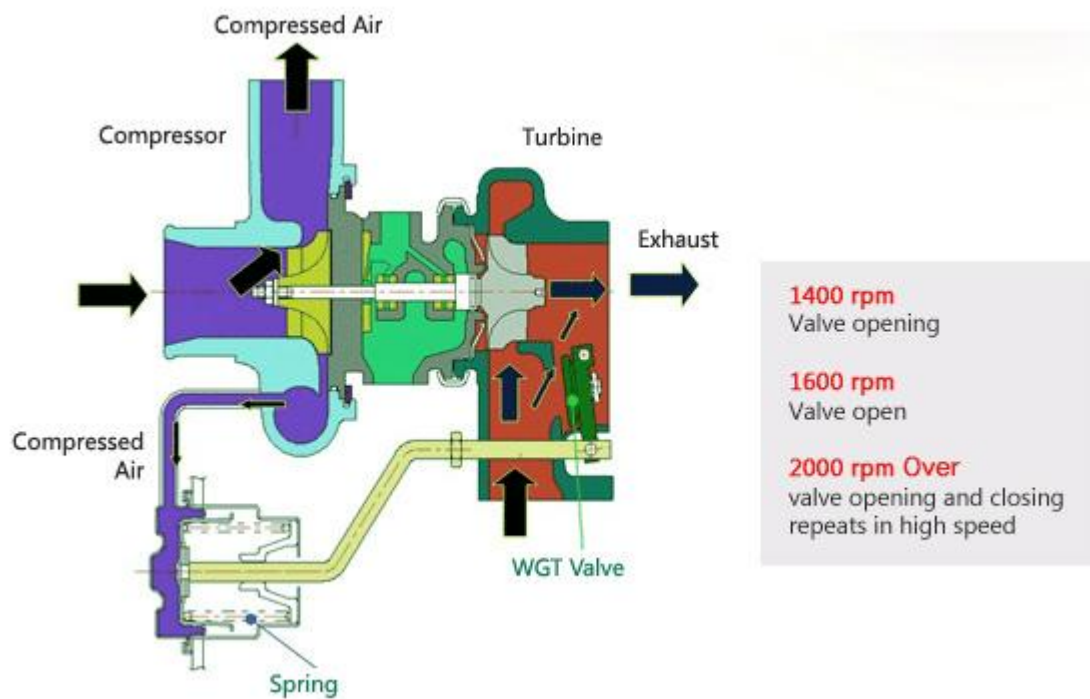 Compressed Air
Compressor
Turbine
Exhaust
Compressed
Air
WGT Valve
Spring
1400 rpm
Valve opening
1600 rpm
Valve open
2000 rpm Over
valve opening and closing
repeats in high speed